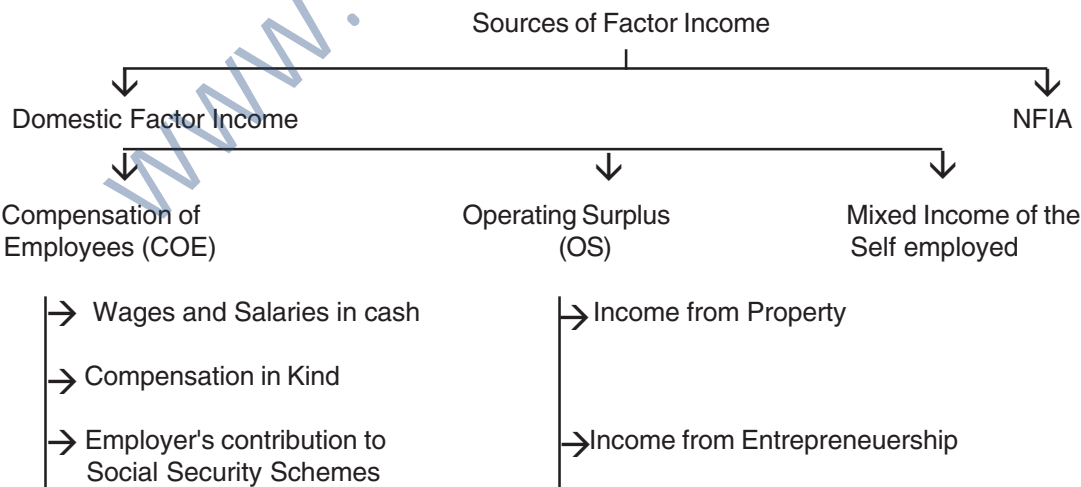 Sources of Factor Income
Domestic Factor Income
NFIA
Compensation of
Employees (COE)
Operating Surplus
(OS)
Mixed Income of the
Self employed
Wages and Salaries in cash
Compensation in Kind
Employer's contribution to
Social Security Schemes
Income from Property
Income from Entrepreneuership
www.